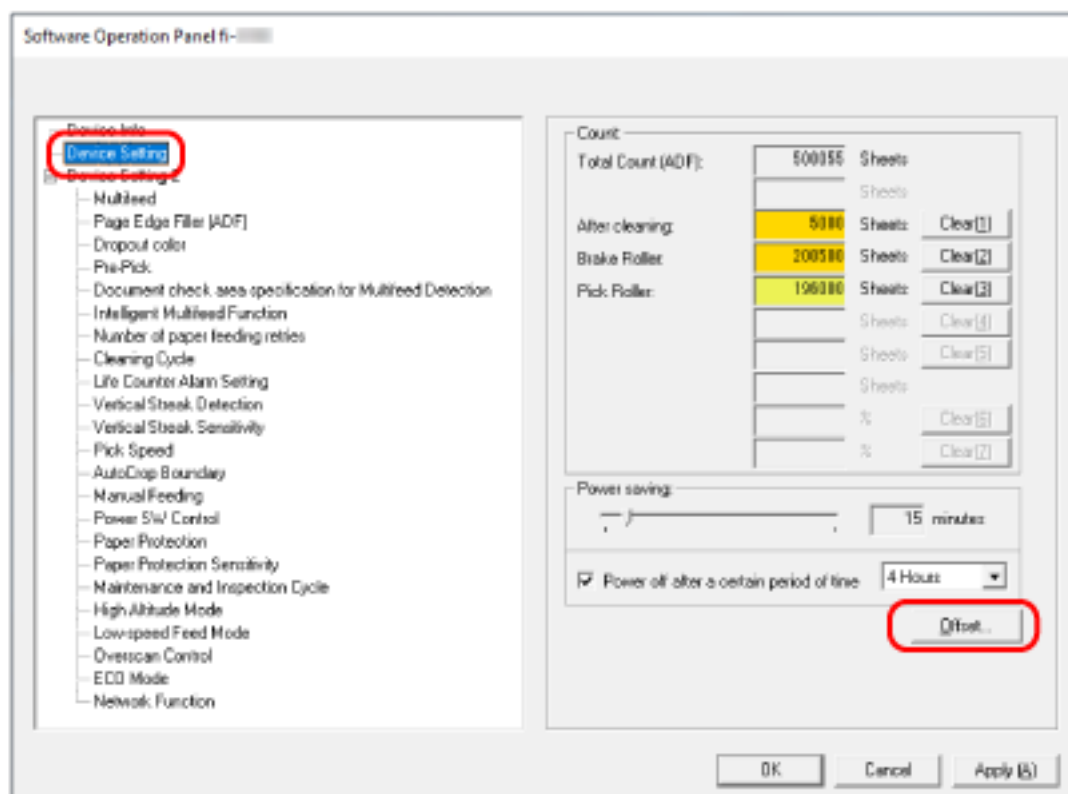 Software Operation Panel fi-
Device Info
Device Setting
Device Setting 2
Multifeed
Page Edge Filler (ADF)
Dropout color
Pre-Pick
Document check area specification for Multifeed Detection
Intelligent Multifeed Function
Number of paper feeding retries
Cleaning Cycle
Life Counter Alarm Setting
Vertical Streak Detection
Vertical Streak Sensitivity
Pick Speed
AutoCrop Boundary
Manual Feeding
Power SW Control
Paper Protection
Paper Protection Sensitivity
Maintenance and Inspection Cycle
High Altitude Mode
Low-speed Feed Mode
Overscan Control
ECO Mode
Network Function
Count:
Total Count (ADF): 500055 Sheets
Sheets
After cleaning: 5000 Sheets Clear(1)
Brake Roller: 200500 Sheets Clear(2)
Pick Roller: 196000 Sheets Clear(3)
Sheets Clear(4)
Sheets Clear(5)
Sheets
% Clear(6)
% Clear(7)
Power saving:
15 minutes
Power off after a certain period of time 4 Hours
Offset...
OK Cancel Apply (A)